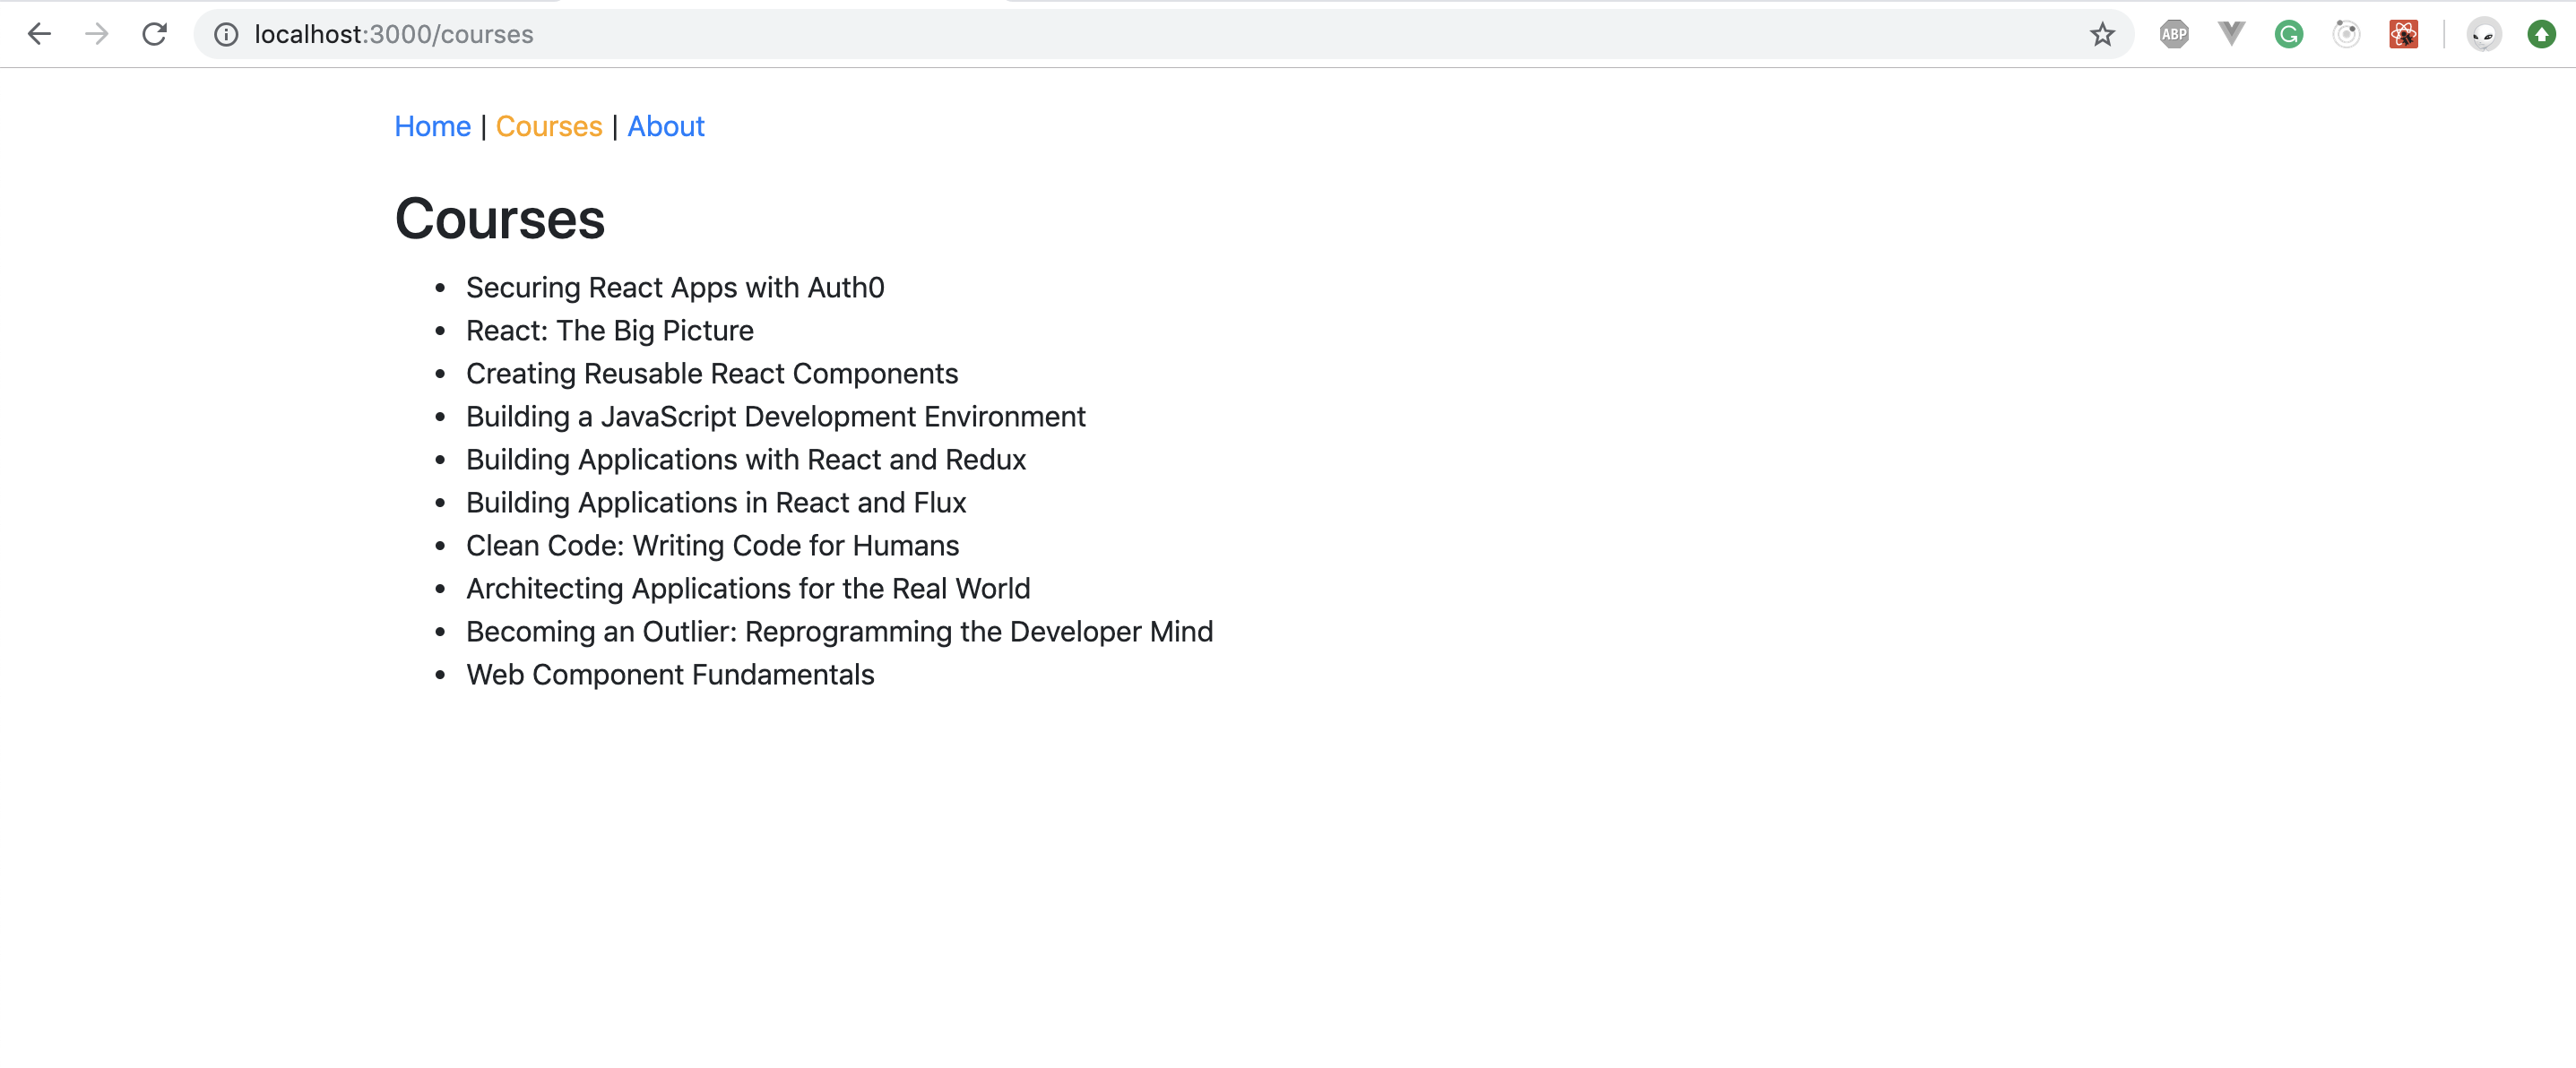 localhost:3000/courses
ABP
Home | Courses | About
Courses
• Securing React Apps with Auth0
• React: The Big Picture
• Creating Reusable React Components
• Building a JavaScript Development Environment
• Building Applications with React and Redux
• Building Applications in React and Flux
• Clean Code: Writing Code for Humans
• Architecting Applications for the Real World
• Becoming an Outlier: Reprogramming the Developer Mind
• Web Component Fundamentals